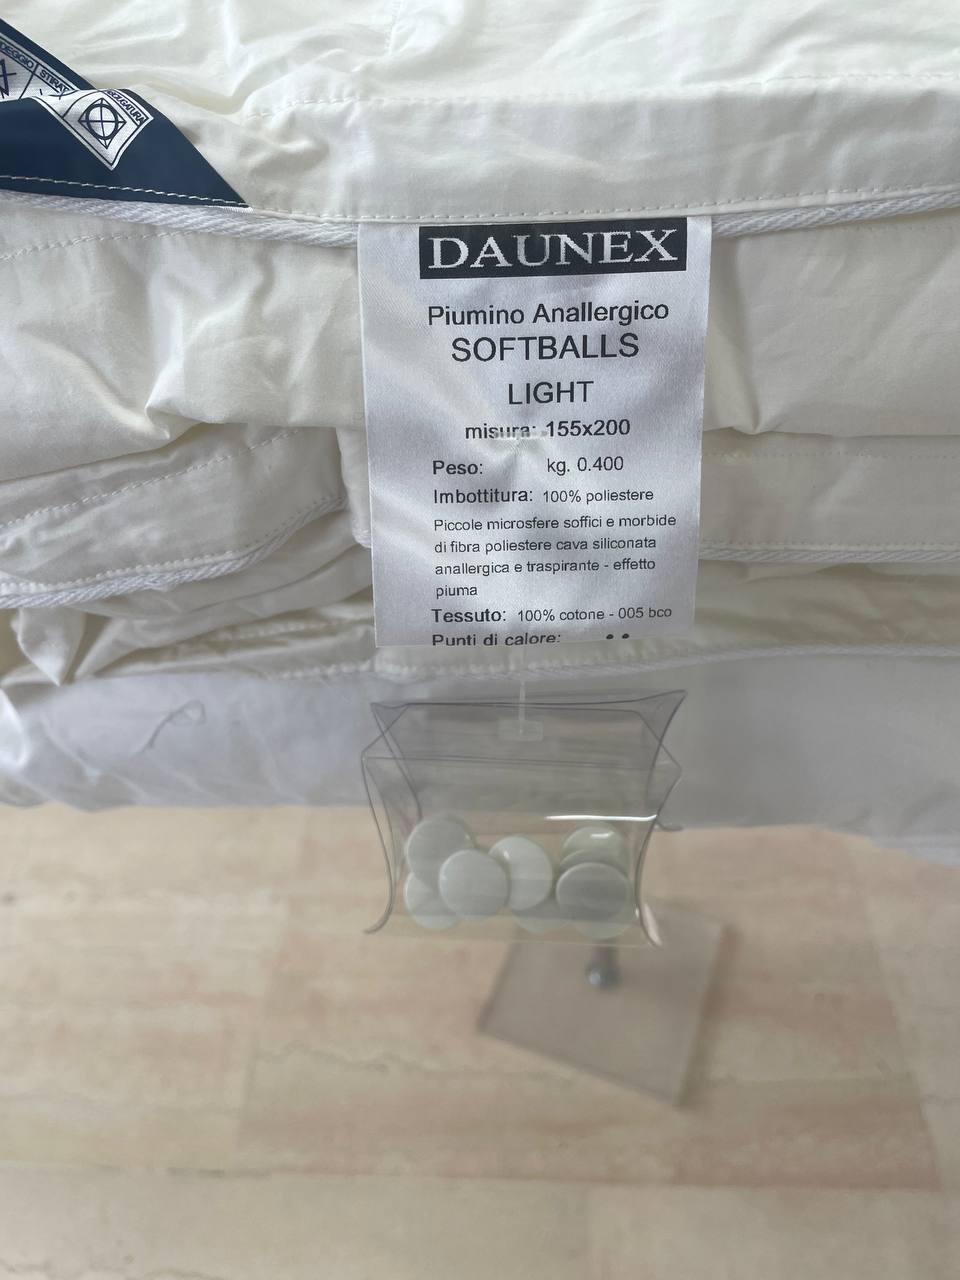 STIRAT
DAUNEX
Piumino Anallergico
SOFTBALLS
LIGHT
misura: 155x200
Peso: kg. 0.400
Imbottitura: 100% poliestere
Piccole microsfere soffici e morbide
di fibra poliestere cava siliconata
anallergica e traspirante - effetto
piuma
Tessuto: 100% cotone - 005 bco
Punti di calore: ••